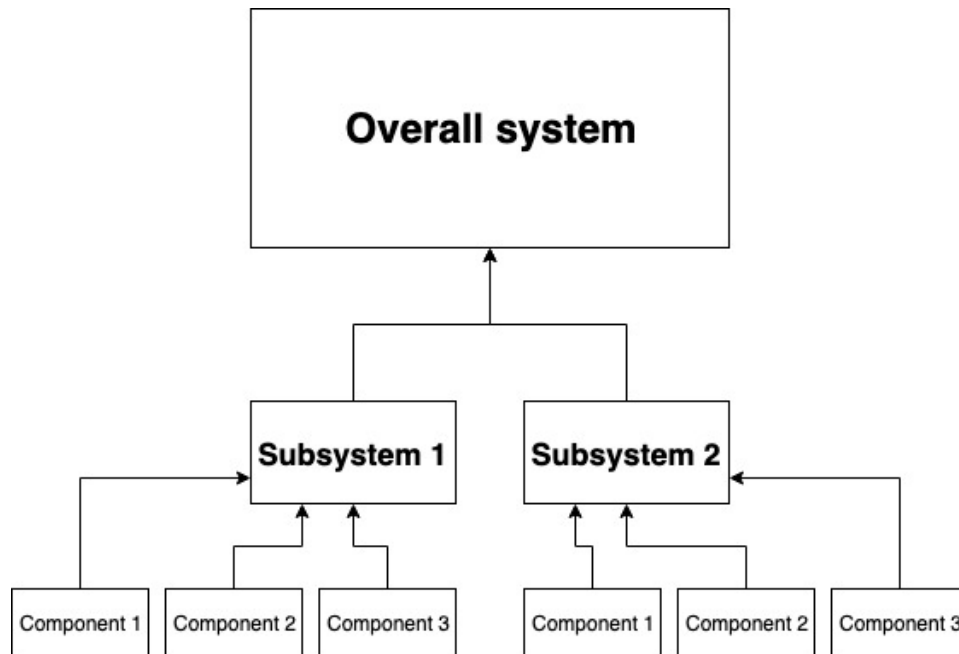 Overall system
Subsystem 1
Subsystem 2
Component 1
Component 2
Component 3
Component 1
Component 2
Component 3